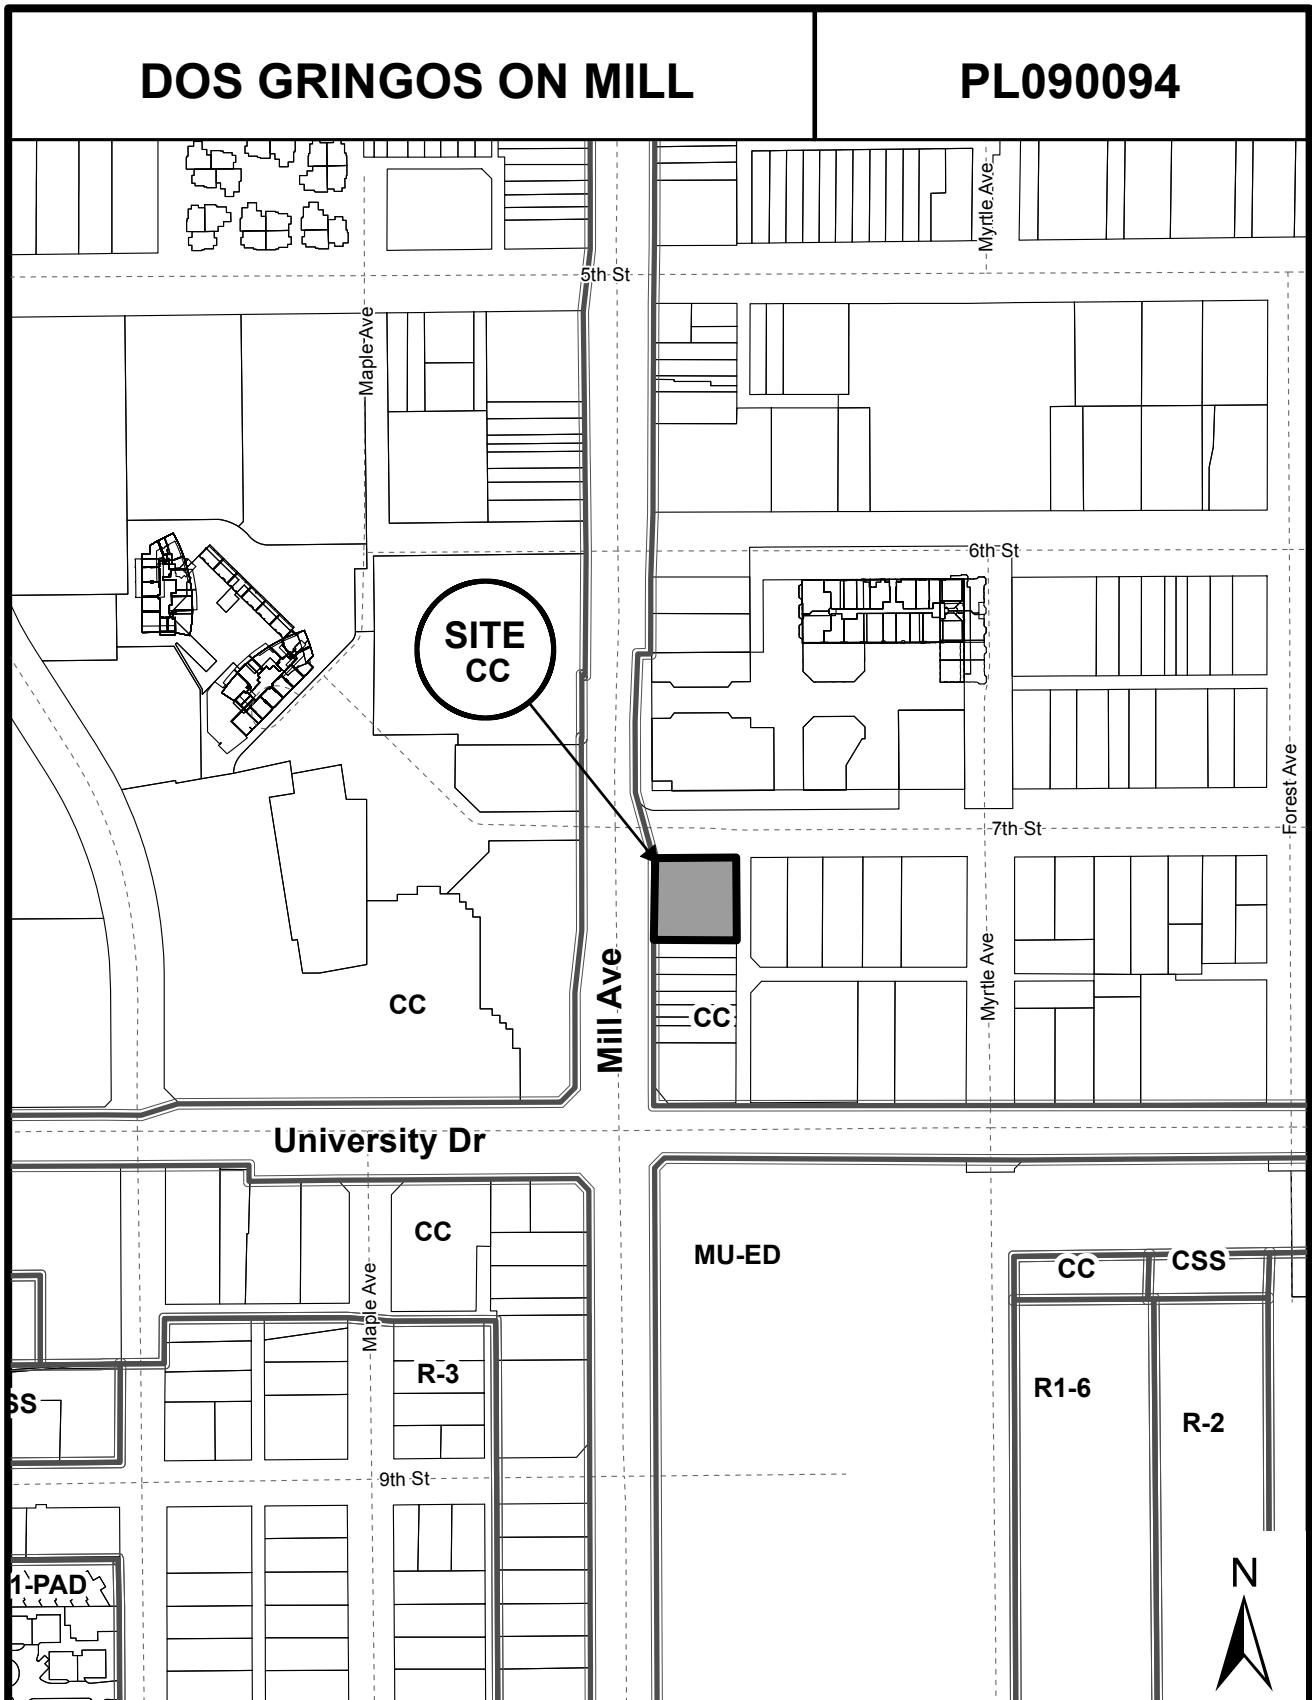 DOS GRINGOS ON MILL
PL090094
Myrtle Ave
5th St
Maple Ave
6th St
SITE
CC
Forest Ave
7th St
Myrtle Ave
Mill Ave
CC
CC
University Dr
CC
MU-ED
CC
CSS
Maple Ave
R-3
R1-6
SS
R-2
9th St
N
1-PAD